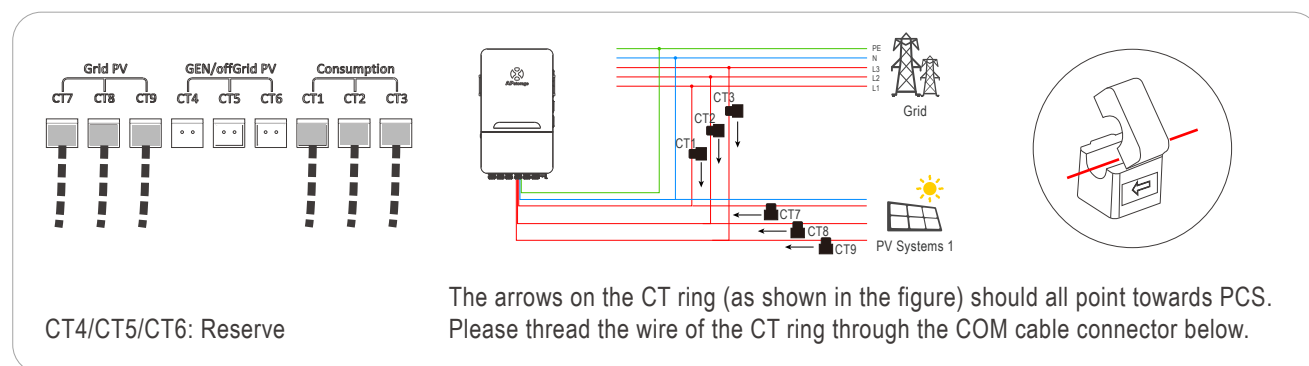 Grid PV GEN/offGrid PV Consumption
CT7 CT8 CT9 CT4 CT5 CT6 CT1 CT2 CT3
CT4/CT5/CT6: Reserve
PE
N
L3
L2
L1
Grid
CT3
CT2
CT1
CT7
CT8
CT9
PV Systems 1
The arrows on the CT ring (as shown in the figure) should all point towards PCS.
Please thread the wire of the CT ring through the COM cable connector below.